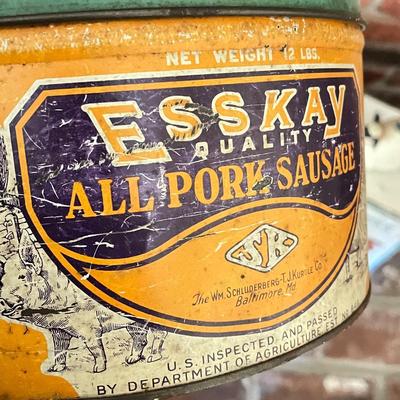 NET WEIGHT 12 LBS.
ESSKAY
QUALITY
ALL PORK SAUSAGE
The WM. SCHLUDERBERG-T.J. KURDLE CO.
Baltimore, Md.
U.S. INSPECTED AND PASSED
BY DEPARTMENT OF AGRICULTURE